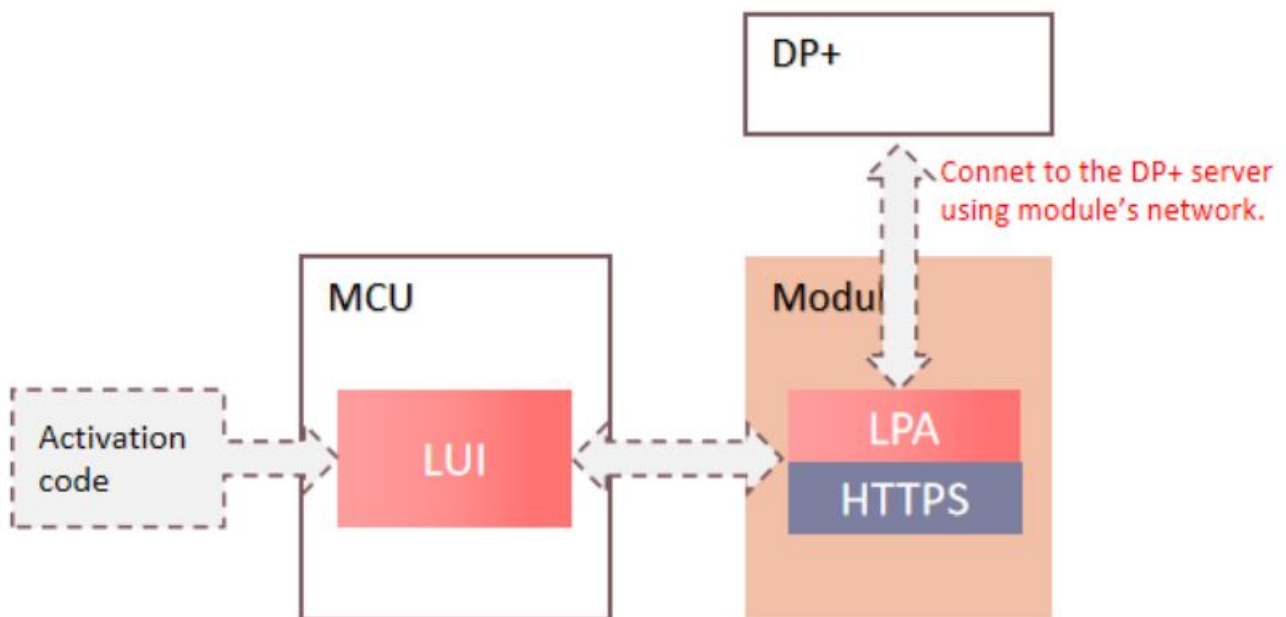 DP+
Connet to the DP+ server
using module's network.
MCU
Modul
Activation
code
LUI
LPA
HTTPS